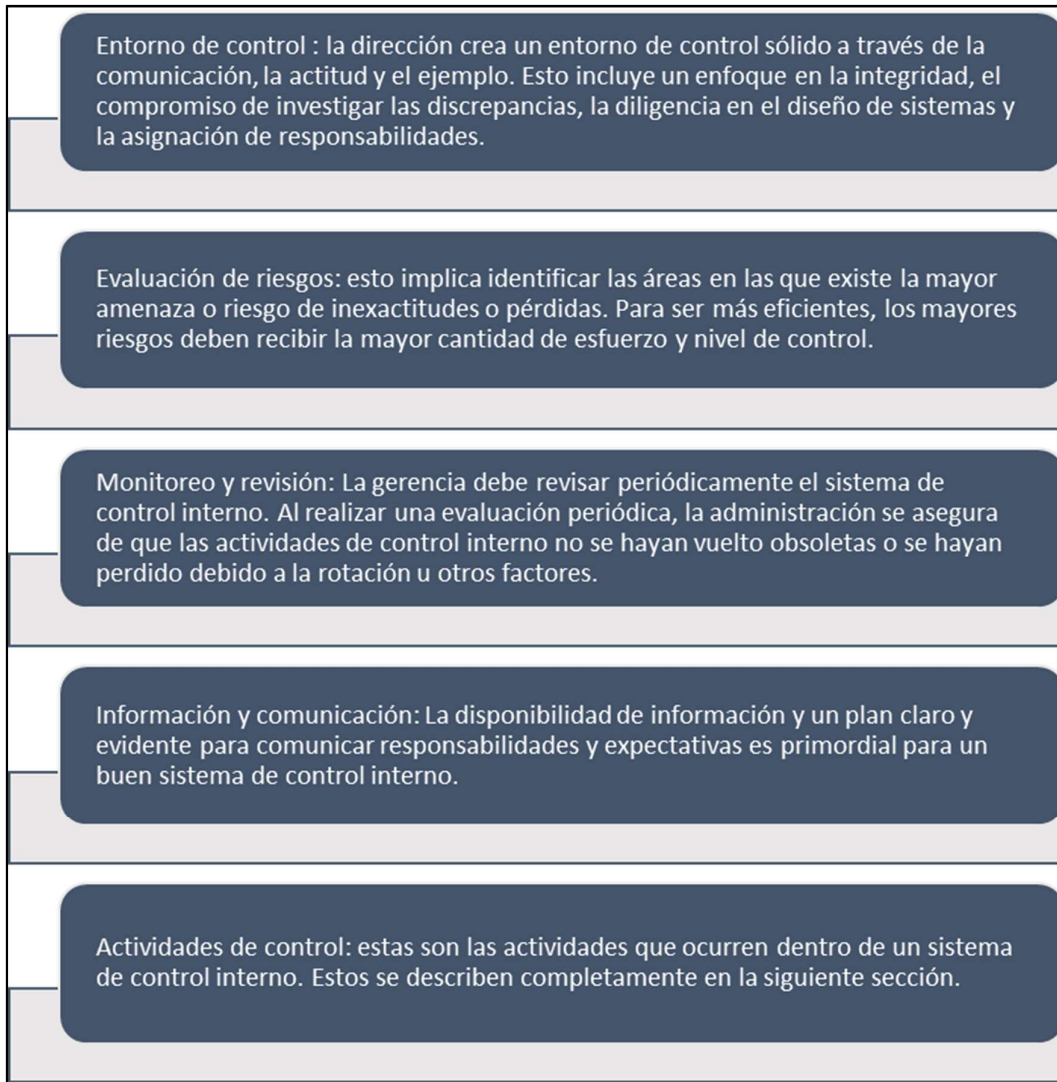 Entorno de control : la dirección crea un entorno de control sólido a través de la
comunicación, la actitud y el ejemplo. Esto incluye un enfoque en la integridad, el
compromiso de investigar las discrepancias, la diligencia en el diseño de sistemas y
la asignación de responsabilidades.
Evaluación de riesgos: esto implica identificar las áreas en las que existe la mayor
amenaza o riesgo de inexactitudes o pérdidas. Para ser más eficientes, los mayores
riesgos deben recibir la mayor cantidad de esfuerzo y nivel de control.
Monitoreo y revisión: La gerencia debe revisar periódicamente el sistema de
control interno. Al realizar una evaluación periódica, la administración se asegura
de que las actividades de control interno no se hayan vuelto obsoletas o se hayan
perdido debido a la rotación u otros factores.
Información y comunicación: La disponibilidad de información y un plan claro y
evidente para comunicar responsabilidades y expectativas es primordial para un
buen sistema de control interno.
Actividades de control: estas son las actividades que ocurren dentro de un sistema
de control interno. Estos se describen completamente en la siguiente sección.